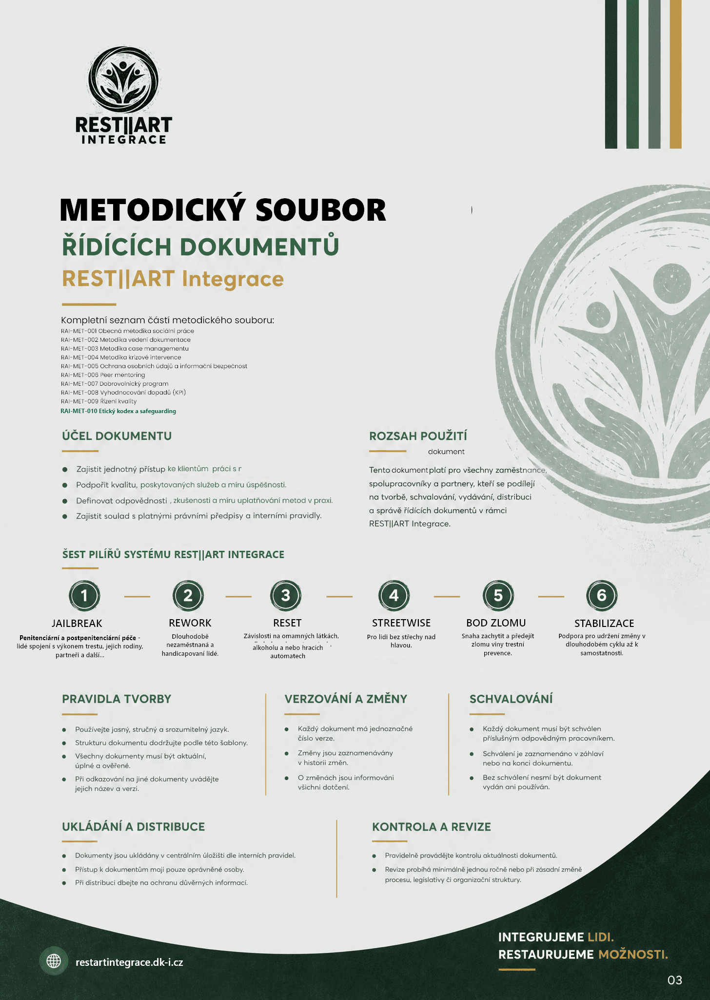 REST||ART
INTEGRACE
METODICKÝ SOUBOR
ŘÍDÍCÍCH DOKUMENTŮ
REST||ART Integrace
Kompletní seznam částí metodického souboru:
RAI-MET-001 Obecná metodika sociální práce
RAI-MET-002 Metodika vedení dokumentace
RAI-MET-003 Metodika case managementu
RAI-MET-004 Metodika krizové intervence
RAI-MET-005 Ochrana osobních údajů a informační bezpečnost
RAI-MET-006 Peer mentoring
RAI-MET-007 Dobrovolnický program
RAI-MET-008 Vyhodnocování dopadů (KPI)
RAI-MET-009 Řízení kvality
RAI-MET-010 Etický kodex a safeguarding
ÚČEL DOKUMENTU
Zajistit jednotný přístup ke klientům práci s r
Podpořit kvalitu, poskytovaných služeb a míru úspěšnosti.
Definovat odpovědnosti , zkušenosti a míru uplatňování metod v praxi.
Zajistit soulad s platnými právními předpisy a interními pravidly.
ROZSAH POUŽITÍ
dokument
Tento dokument platí pro všechny zaměstnance,
spolupracovníky a partnery, kteří se podílejí
na tvorbě, schvalování, vydávání, distribuci
a správě řídících dokumentů v rámci
REST||ART Integrace.
ŠEST PILÍŘŮ SYSTÉMU REST||ART INTEGRACE
1
JAILBREAK
Penitenciární a postpenitenciární péče -
lidé spojení s výkonem trestu, jejich rodiny,
partneři a další...
2
REWORK
Dlouhodobě
nezaměstnaná a
handicapovaní lidé.
3
RESET
Závislosti na omamných látkách,
alkoholu a nebo hracích
automatech
4
STREETWISE
Pro lidi bez střechy nad
hlavou.
5
BOD ZLOMU
Snaha zachytit a předejít
zlomu viny trestní
prevence.
6
STABILIZACE
Podpora pro udržení změny v
dlouhodobém cyklu až k
samostatnosti.
PRAVIDLA TVORBY
Používejte jasný, stručný a srozumitelný jazyk.
Strukturu dokumentu dodržujte podle této šablony.
Všechny dokumenty musí být aktuální,
úplné a ověřené.
Při odkazování na jiné dokumenty uvádějte
jejich název a verzi.
VERZOVÁNÍ A ZMĚNY
Každý dokument má jednoznačné
číslo verze.
Změny jsou zaznamenávány
v historii změn.
O změnách jsou informováni
všichni dotčení.
SCHVALOVÁNÍ
Každý dokument musí být schválen
příslušným odpovědným pracovníkem.
Schválení je zaznamenáno v záhlaví
nebo na konci dokumentu.
Bez schválení nesmí být dokument
vydán ani používán.
UKLÁDÁNÍ A DISTRIBUCE
Dokumenty jsou ukládány v centrálním úložišti dle interních pravidel.
Přístup k dokumentům mají pouze oprávněné osoby.
Při distribuci dbejte na ochranu důvěrných informací.
KONTROLA A REVIZE
Pravidelně provádějte kontrolu aktuálnosti dokumentů.
Revize probíhá minimálně jednou ročně nebo při zásadní změně
procesu, legislativy či organizační struktury.
restartintegrace.dk-i.cz
INTEGRUJEME LIDI.
RESTAURUJEME MOŽNOSTI.
03